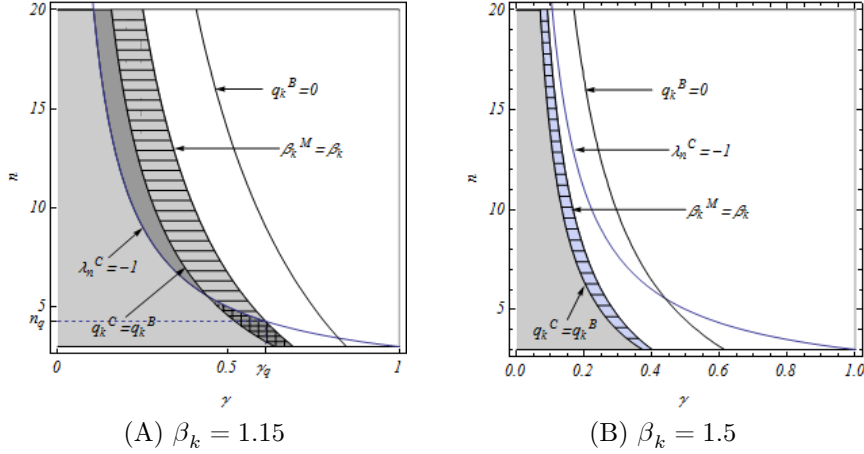 20
15
10
5
n_q
n
q_k^B=0
β_k^M=β_k
λ_n^C=-1
q_k^C=q_k^B
0
0.5
γ_q
1
γ
(A) β_k = 1.15
20
15
10
5
n
q_k^B=0
λ_n^C=-1
β_k^M=β_k
q_k^C=q_k^B
0.0
0.2
0.4
0.6
0.8
1.0
γ
(B) β_k = 1.5